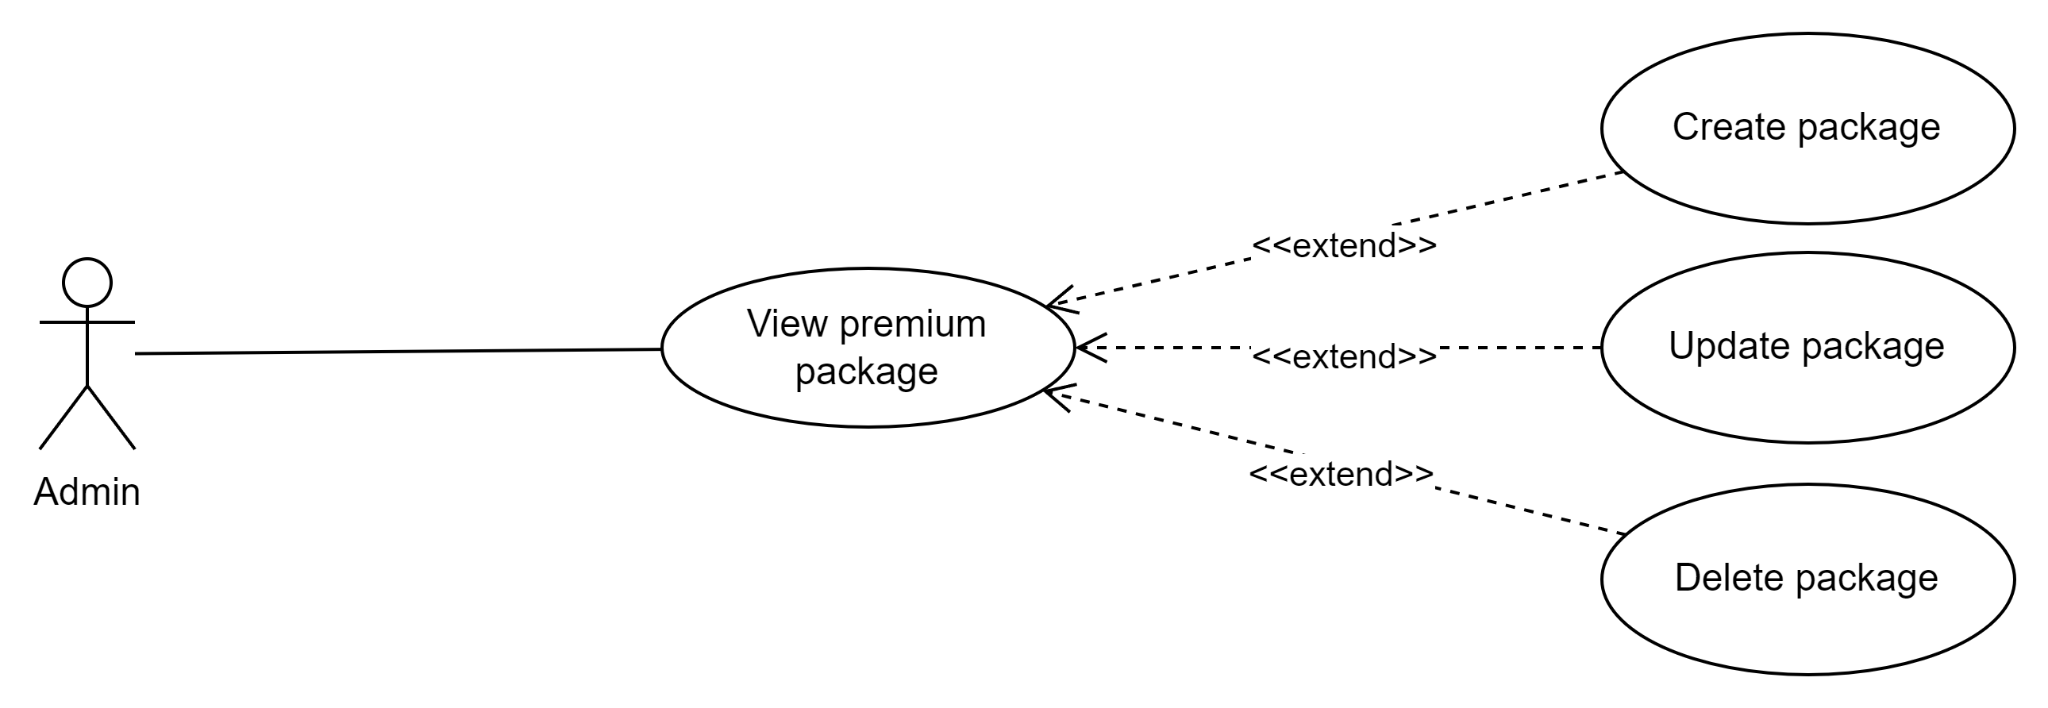 Admin
View premium
package
<<extend>>
<<extend>>
<<extend>>
Create package
Update package
Delete package